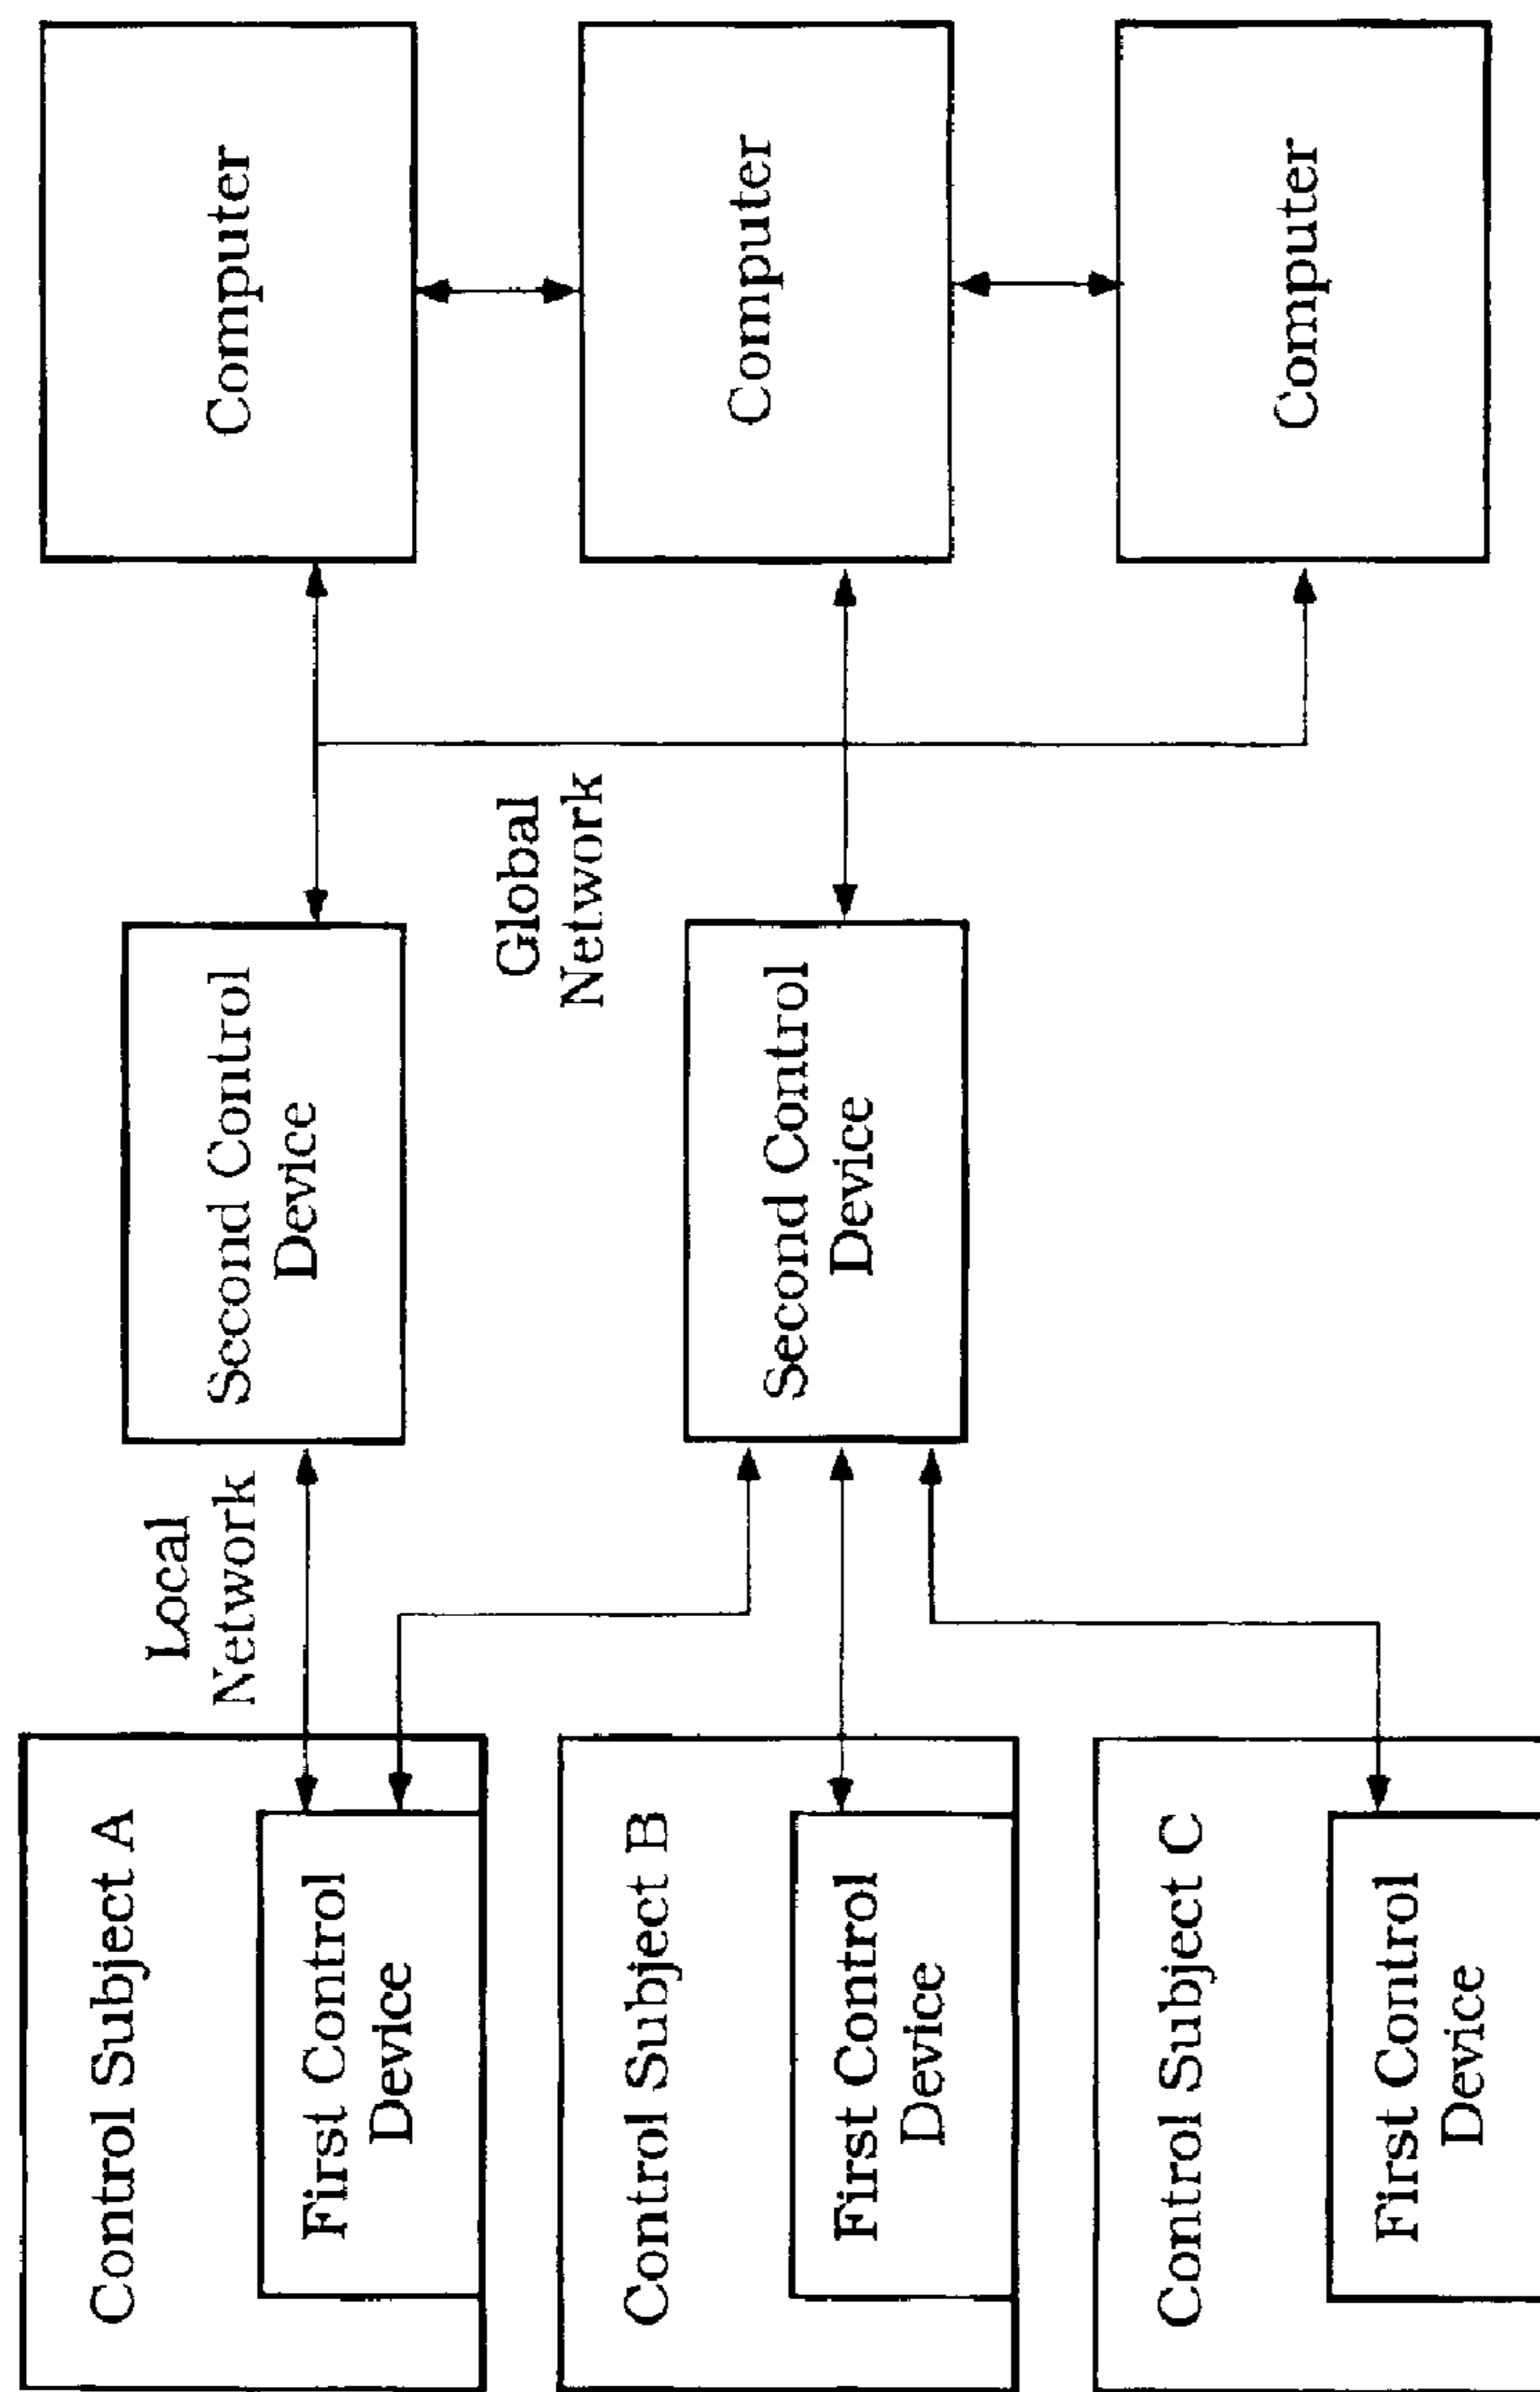 Control Subject A
First Control
Device
Control Subject B
First Control
Device
Control Subject C
First Control
Device
Local
Network
Second Control
Device
Second Control
Device
Global
Network
Computer
Computer
Computer